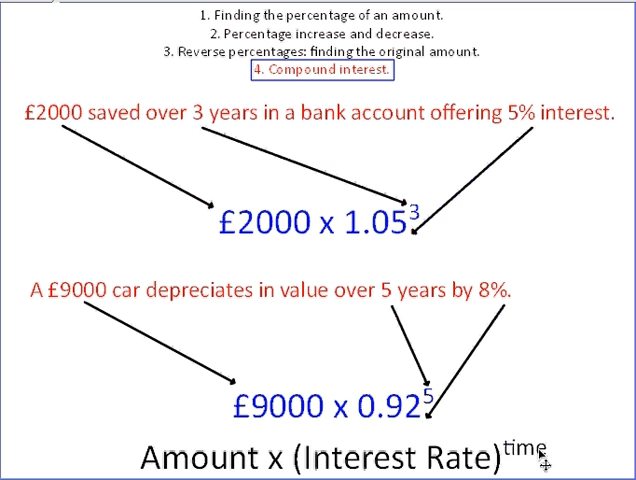 1. Finding the percentage of an amount.
2. Percentage increase and decrease.
3. Reverse percentages: finding the original amount.
4. Compound interest.
£2000 saved over 3 years in a bank account offering 5% interest.
£2000 x 1.05³
A £9000 car depreciates in value over 5 years by 8%.
£9000 x 0.92⁵
Amount x (Interest Rate)^time